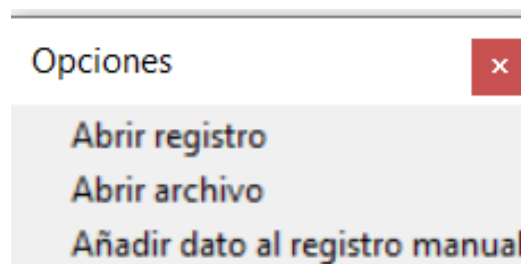 Opciones
Abrir registro
Abrir archivo
Añadir dato al registro manual